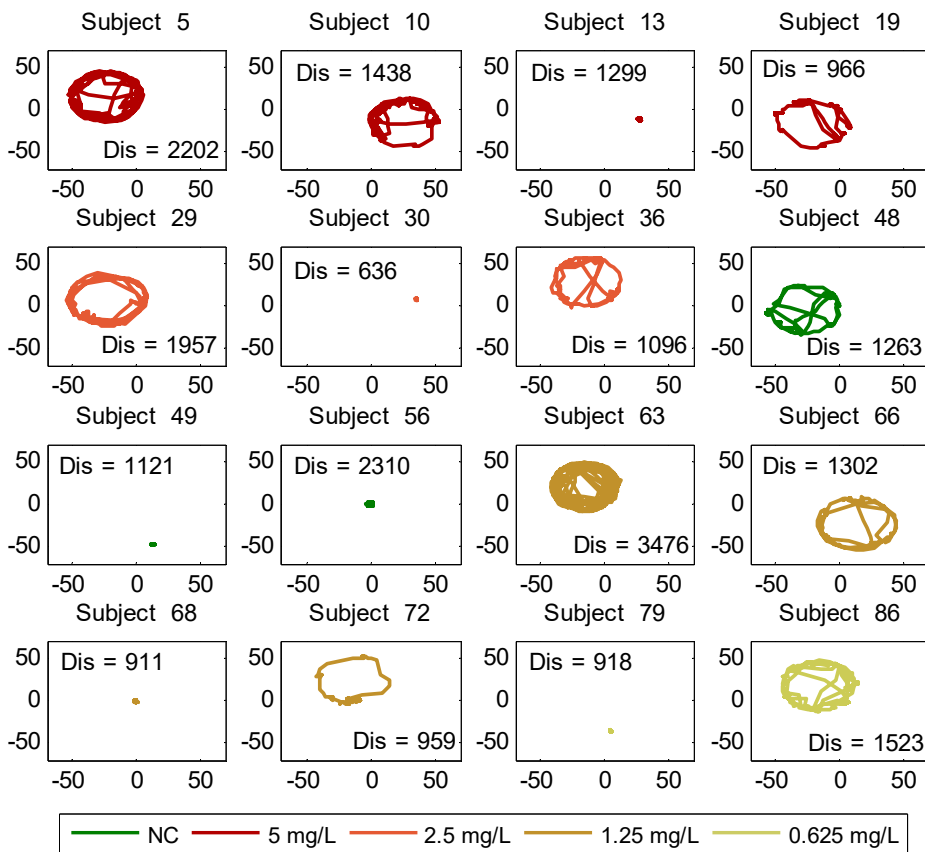 Subject 5 Subject 10 Subject 13 Subject 19
50 50 50 50
Dis = 1438 Dis = 1299 Dis = 966
0 0 0 0
-50 Dis = 2202 -50 -50 -50
-50 0 50 -50 0 50 -50 0 50 -50 0 50
Subject 29 Subject 30 Subject 36 Subject 48
50 50 50 50
Dis = 636
0 0 0 0
-50 Dis = 1957 -50 -50 Dis = 1096 -50 Dis = 1263
-50 0 50 -50 0 50 -50 0 50 -50 0 50
Subject 49 Subject 56 Subject 63 Subject 66
50 Dis = 1121 50 Dis = 2310 50 50 Dis = 1302
0 0 0 0
-50 -50 -50 Dis = 3476 -50
-50 0 50 -50 0 50 -50 0 50 -50 0 50
Subject 68 Subject 72 Subject 79 Subject 86
50 Dis = 911 50 50 Dis = 918 50
0 0 0 0
-50 -50 Dis = 959 -50 -50 Dis = 1523
-50 0 50 -50 0 50 -50 0 50 -50 0 50
NC 5 mg/L 2.5 mg/L 1.25 mg/L 0.625 mg/L